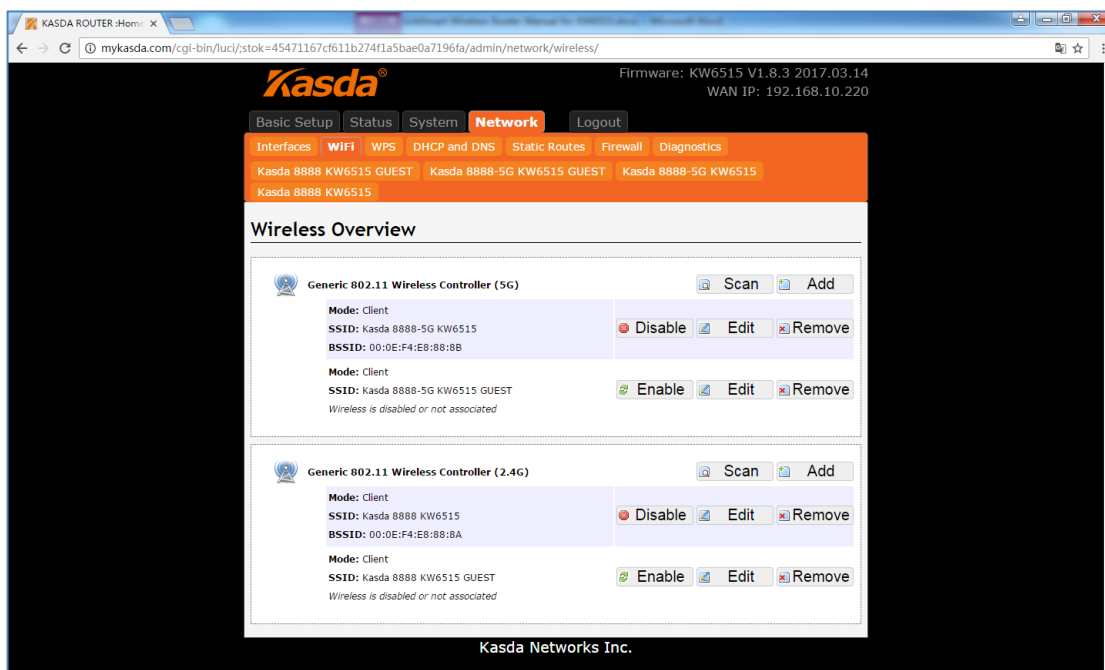 KASDA ROUTER :Home
mykasda.com/cgi-bin/luci/;stok=45471167cf611b274f1a5bae0a7196fa/admin/network/wireless/
Kasda®
Firmware: KW6515 V1.8.3 2017.03.14
WAN IP: 192.168.10.220
Basic Setup Status System Network Logout
Interfaces WiFi WPS DHCP and DNS Static Routes Firewall Diagnostics
Kasda 8888 KW6515 GUEST Kasda 8888-5G KW6515 GUEST Kasda 8888-5G KW6515
Kasda 8888 KW6515
Wireless Overview
Generic 802.11 Wireless Controller (5G) Scan Add
Mode: Client
SSID: Kasda 8888-5G KW6515 Disable Edit Remove
BSSID: 00:0E:F4:E8:88:8B
Mode: Client
SSID: Kasda 8888-5G KW6515 GUEST Enable Edit Remove
Wireless is disabled or not associated
Generic 802.11 Wireless Controller (2.4G) Scan Add
Mode: Client
SSID: Kasda 8888 KW6515 Disable Edit Remove
BSSID: 00:0E:F4:E8:88:8A
Mode: Client
SSID: Kasda 8888 KW6515 GUEST Enable Edit Remove
Wireless is disabled or not associated
Kasda Networks Inc.